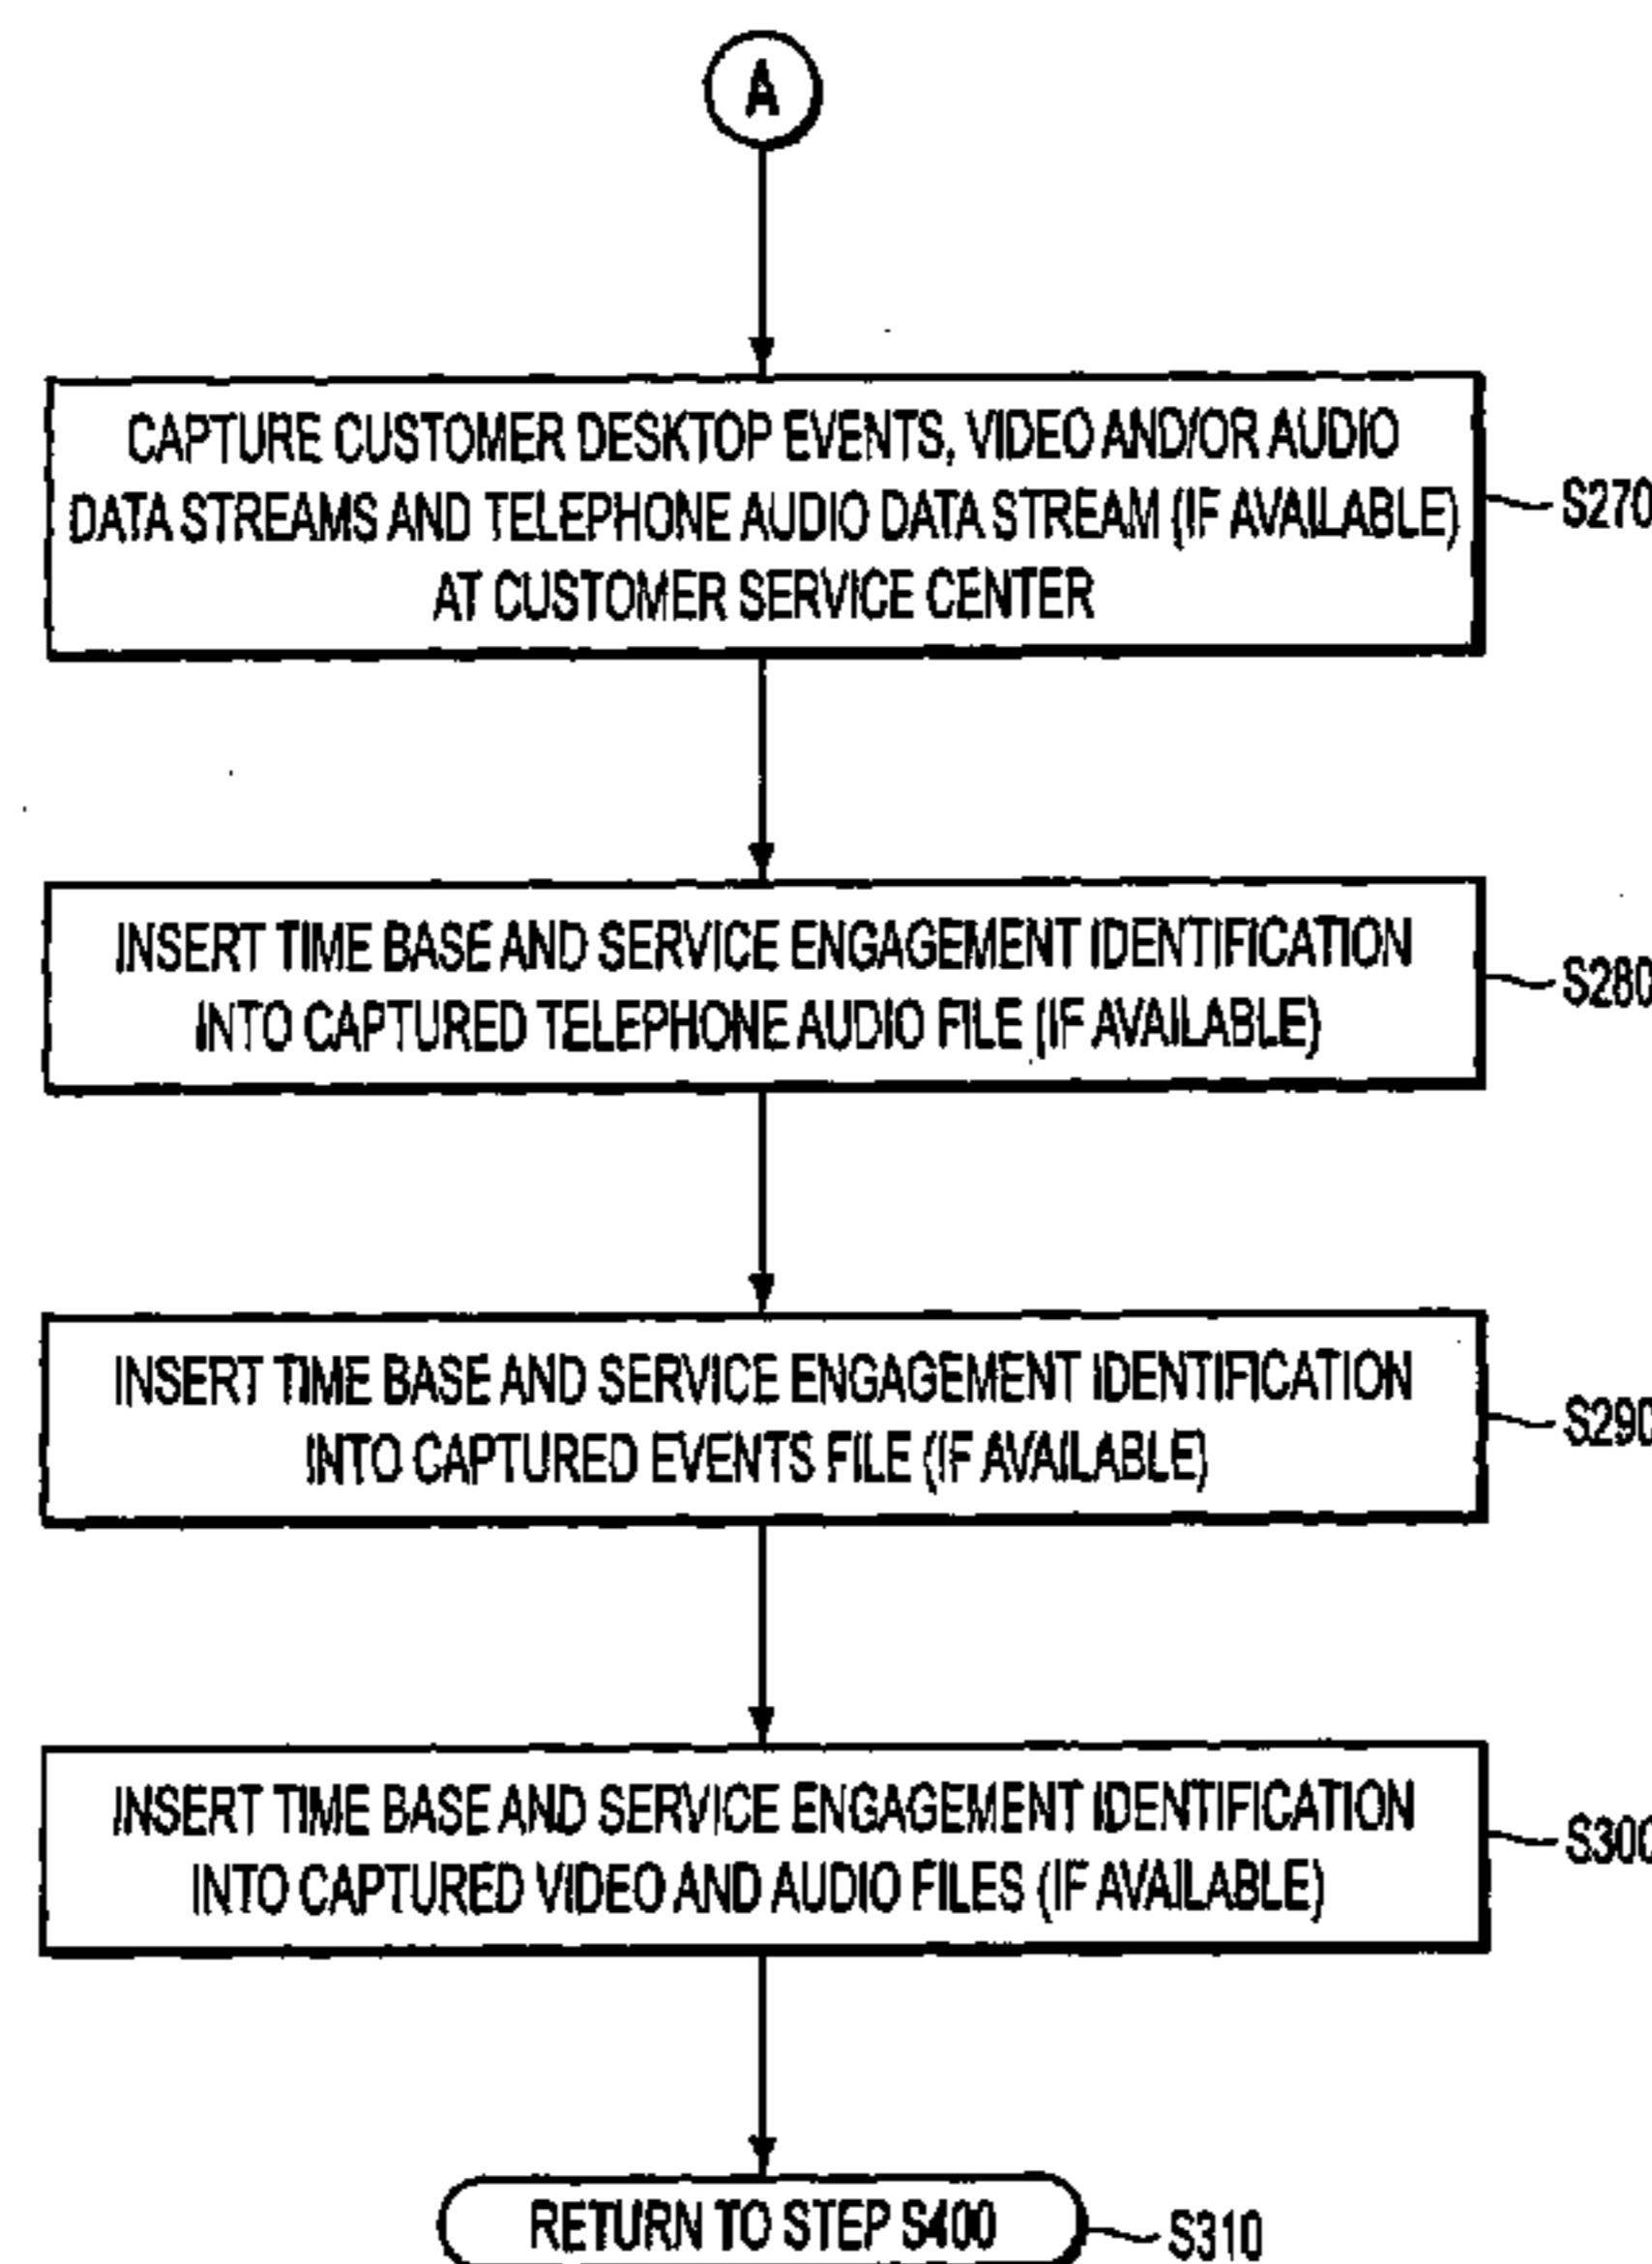 A
CAPTURE CUSTOMER DESKTOP EVENTS, VIDEO AND/OR AUDIO
DATA STREAMS AND TELEPHONE AUDIO DATA STREAM (IF AVAILABLE)
AT CUSTOMER SERVICE CENTER
S270
INSERT TIME BASE AND SERVICE ENGAGEMENT IDENTIFICATION
INTO CAPTURED TELEPHONE AUDIO FILE (IF AVAILABLE)
S280
INSERT TIME BASE AND SERVICE ENGAGEMENT IDENTIFICATION
INTO CAPTURED EVENTS FILE (IF AVAILABLE)
S290
INSERT TIME BASE AND SERVICE ENGAGEMENT IDENTIFICATION
INTO CAPTURED VIDEO AND AUDIO FILES (IF AVAILABLE)
S300
RETURN TO STEP S400
S310